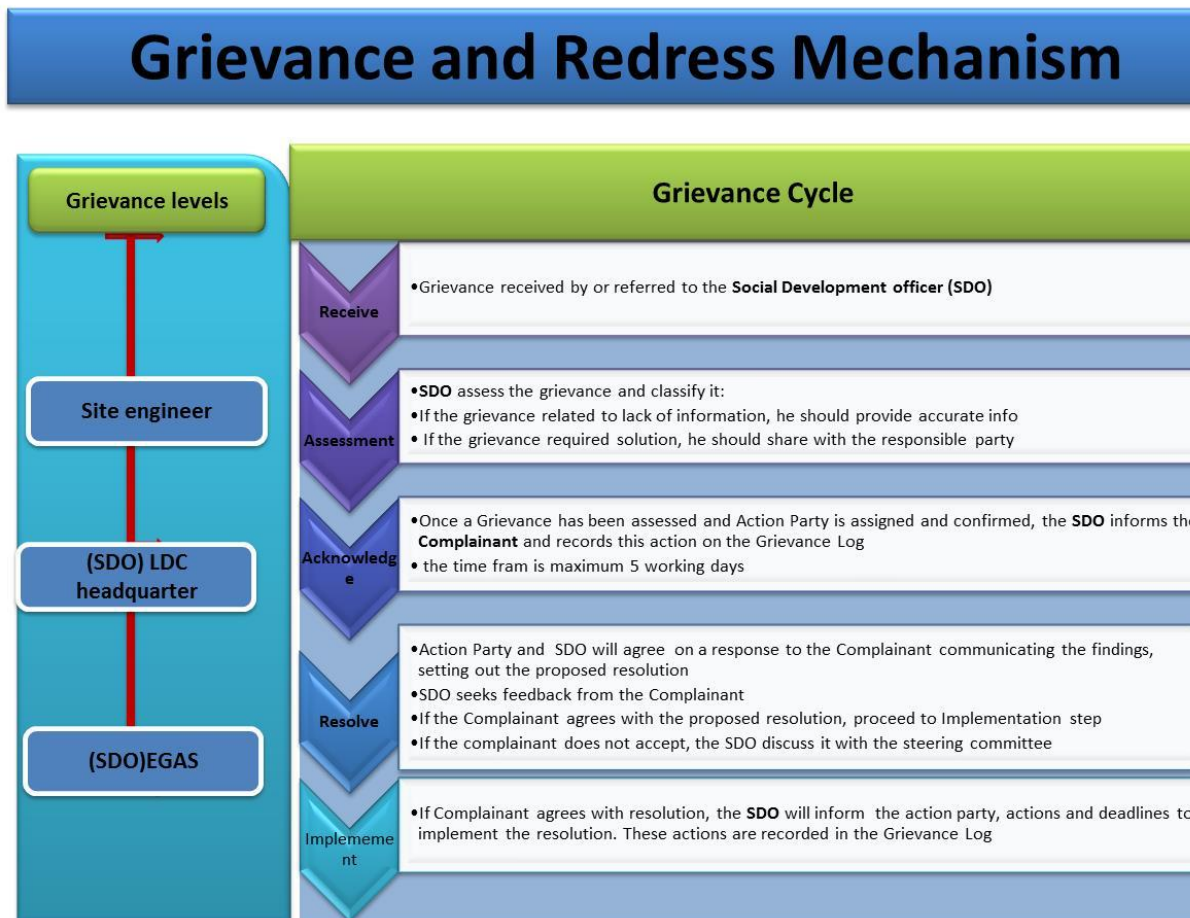 Grievance and Redress Mechanism
Grievance levels
Site engineer
(SDO) LDC
headquarter
(SDO)EGAS
Grievance Cycle
Receive
•Grievance received by or referred to the Social Development officer (SDO)
Assessment
•SDO assess the grievance and classify it:
•If the grievance related to lack of information, he should provide accurate info
• If the grievance required solution, he should share with the responsible party
Acknowledg
e
•Once a Grievance has been assessed and Action Party is assigned and confirmed, the SDO informs the
Complainant and records this action on the Grievance Log
• the time fram is maximum 5 working days
Resolve
•Action Party and SDO will agree on a response to the Complainant communicating the findings,
setting out the proposed resolution
•SDO seeks feedback from the Complainant
•If the Complainant agrees with the proposed resolution, proceed to Implementation step
•If the complainant does not accept, the SDO discuss it with the steering committee
Implememe
nt
•If Complainant agrees with resolution, the SDO will inform the action party, actions and deadlines to
implement the resolution. These actions are recorded in the Grievance Log